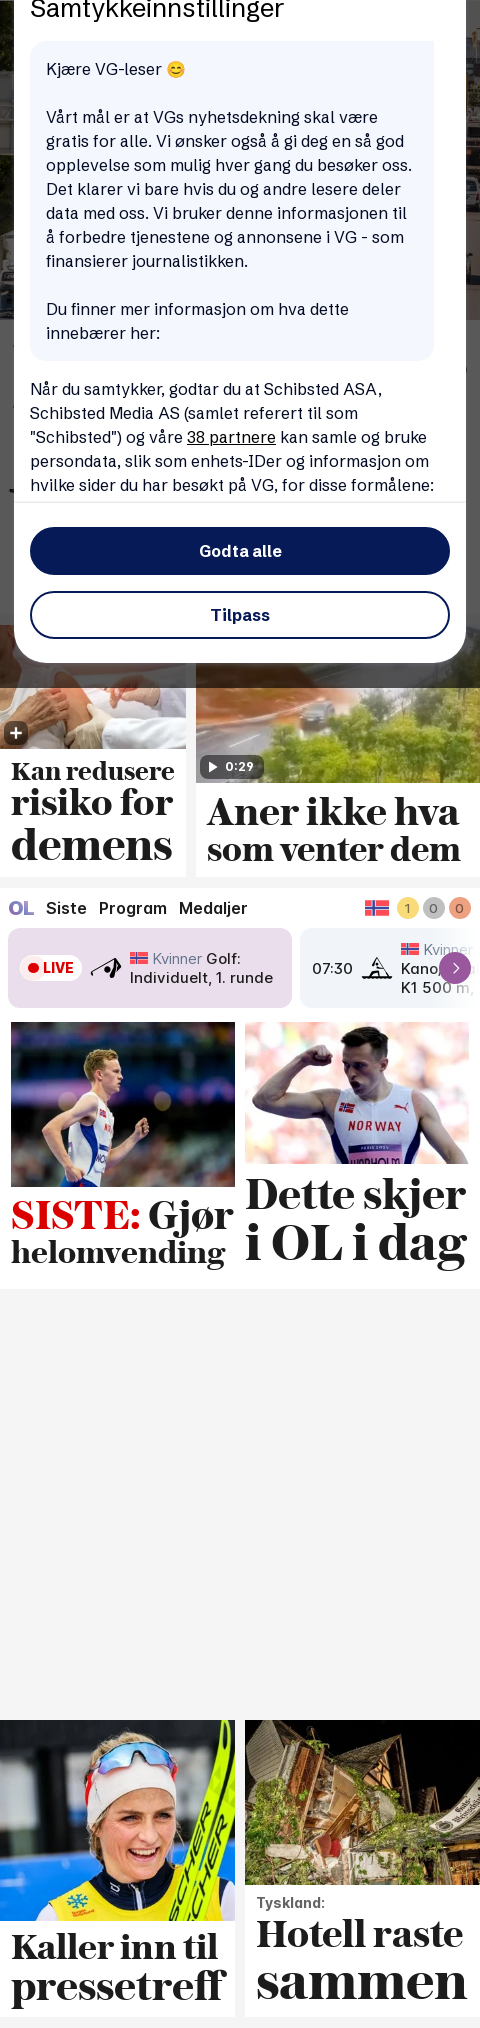 Samtykkeinnstillinger
Kjære VG-leser 😊
Vårt mål er at VGs nyhetsdekning skal være
gratis for alle. Vi ønsker også å gi deg en så god
opplevelse som mulig hver gang du besøker oss.
Det klarer vi bare hvis du og andre lesere deler
data med oss. Vi bruker denne informasjonen til
å forbedre tjenestene og annonsene i VG - som
finansierer journalistikken.
Du finner mer informasjon om hva dette
innebærer her:
Når du samtykker, godtar du at Schibsted ASA,
Schibsted Media AS (samlet referert til som
"Schibsted") og våre 38 partnere kan samle og bruke
persondata, slik som enhets-IDer og informasjon om
hvilke sider du har besøkt på VG, for disse formålene:
Godta alle
Tilpass
Kan redusere
risiko for
demens
0:29
Aner ikke hva
som venter dem
OL Siste Program Medaljer 1 0 0
LIVE
Kvinner Golf:
Individuelt, 1. runde
07:30
Kvinner
K1 500 m,
NORWAY
WARHOLM
SISTE: Gjør
helomvending
Dette skjer
i OL i dag
FISCHER
Kaller inn til
pressetreff
Tyskland:
Hotell raste
sammen